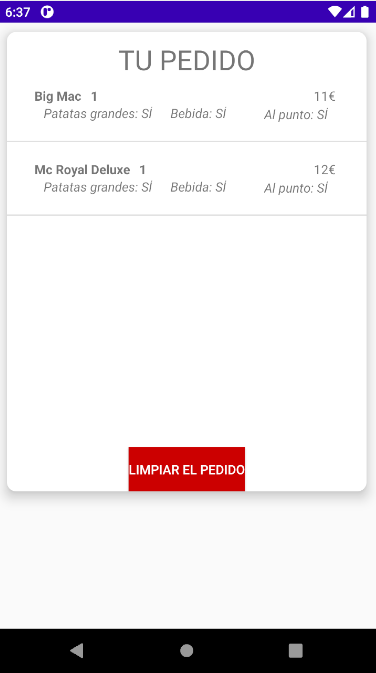 6:37
TU PEDIDO
Big Mac 1 11€
Patatas grandes: SÍ Bebida: SÍ Al punto: SÍ
Mc Royal Deluxe 1 12€
Patatas grandes: SÍ Bebida: SÍ Al punto: SÍ
LIMPIAR EL PEDIDO